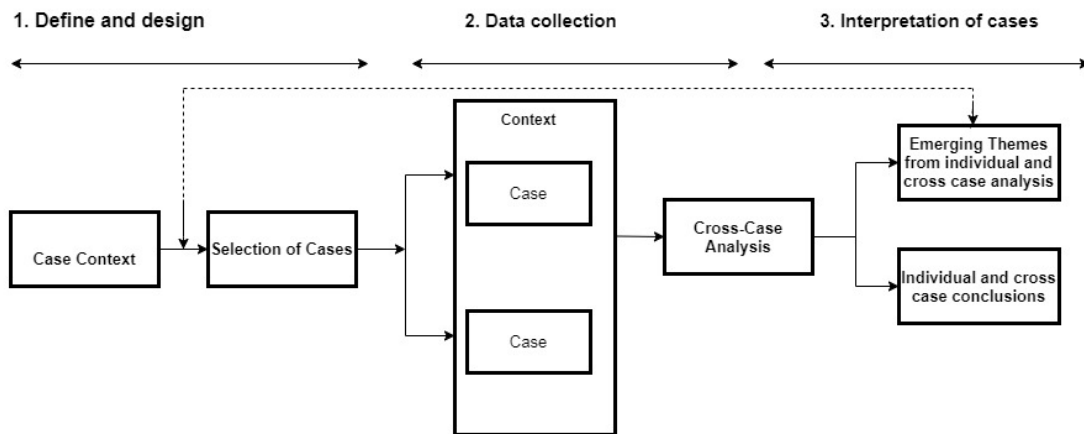 1. Define and design
2. Data collection
3. Interpretation of cases
Case Context
Selection of Cases
Context
Case
Case
Cross-Case
Analysis
Emerging Themes
from individual and
cross case analysis
Individual and cross
case conclusions